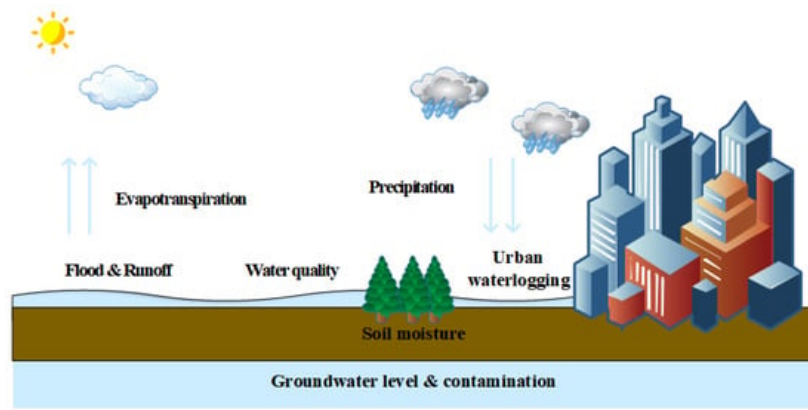 Evapotranspiration
Precipitation
Flood & Runoff
Water quality
Urban
waterlogging
Soil moisture
Groundwater level & contamination